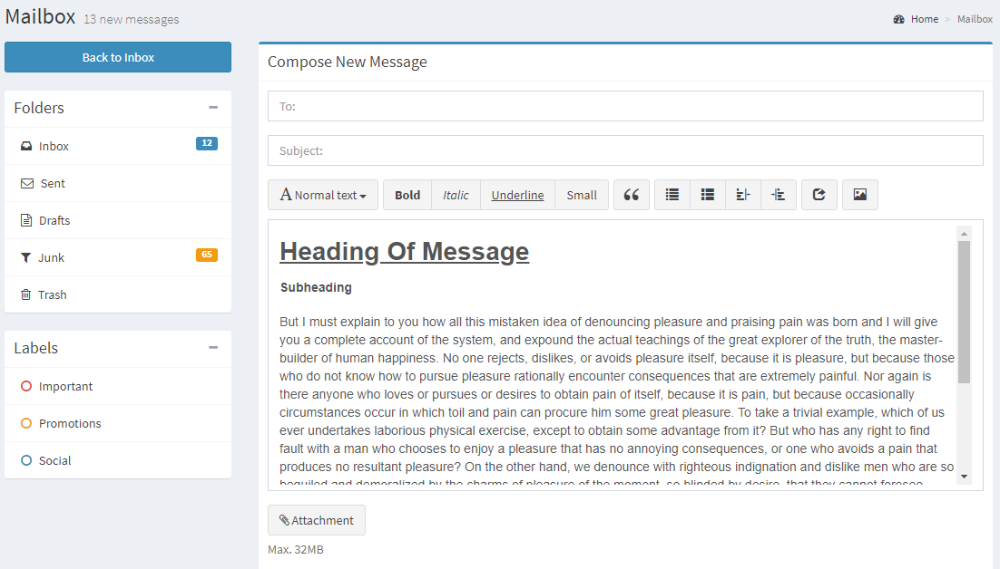 Mailbox 13 new messages
Home > Mailbox
Back to Inbox
Folders
Inbox 12
Sent
Drafts
Junk 65
Trash
Labels
Important
Promotions
Social
Compose New Message
To:
Subject:
A Normal text Bold Italic Underline Small
Heading Of Message
Subheading
But I must explain to you how all this mistaken idea of denouncing pleasure and praising pain was born and I will give
you a complete account of the system, and expound the actual teachings of the great explorer of the truth, the master-
builder of human happiness. No one rejects, dislikes, or avoids pleasure itself, because it is pleasure, but because those
who do not know how to pursue pleasure rationally encounter consequences that are extremely painful. Nor again is
there anyone who loves or pursues or desires to obtain pain of itself, because it is pain, but because occasionally
circumstances occur in which toil and pain can procure him some great pleasure. To take a trivial example, which of us
ever undertakes laborious physical exercise, except to obtain some advantage from it? But who has any right to find
fault with a man who chooses to enjoy a pleasure that has no annoying consequences, or one who avoids a pain that
produces no resultant pleasure? On the other hand, we denounce with righteous indignation and dislike men who are so
beguiled and demoralized by the charms of pleasure of the moment, so blinded by desire, that they cannot foresee
Attachment
Max. 32MB